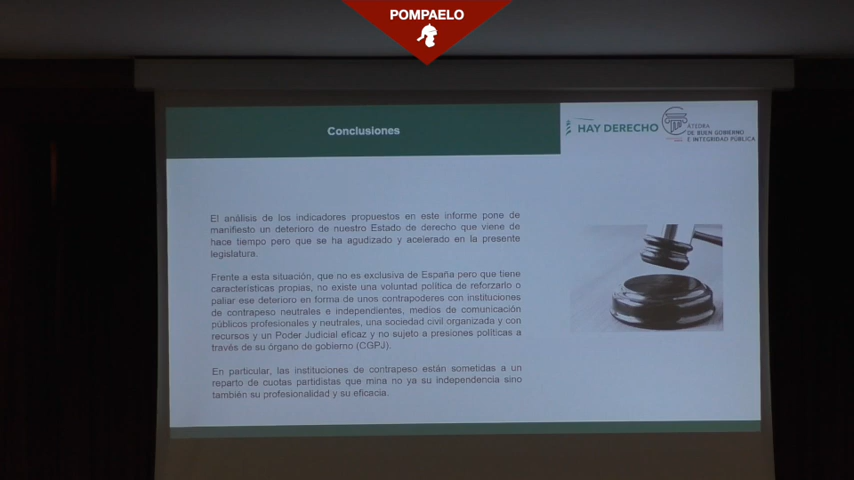 POMPAELO
Conclusiones
HAY DERECHO
CÁTEDRA
DE BUEN GOBIERNO
E INTEGRIDAD PÚBLICA
El análisis de los indicadores propuestos en este informe pone de
manifiesto un deterioro de nuestro Estado de derecho que viene de
hace tiempo pero que se ha agudizado y acelerado en la presente
legislatura.
Frente a esta situación, que no es exclusiva de España pero que tiene
características propias, no existe una voluntad política de reforzarlo o
paliar ese deterioro en forma de unos contrapoderes con instituciones
de contrapeso neutrales e independientes, medios de comunicación
públicos profesionales y neutrales, una sociedad civil organizada y con
recursos y un Poder Judicial eficaz y no sujeto a presiones políticas a
través de su órgano de gobierno (CGPJ).
En particular, las instituciones de contrapeso están sometidas a un
reparto de cuotas partidistas que mina no ya su independencia sino
también su profesionalidad y su eficacia.